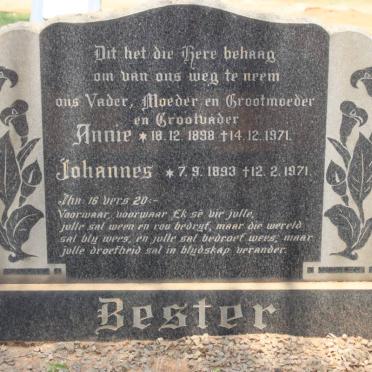 Dit het die Here behaag
om van ons weg te neem
ons Vader, Moeder en Grootmoeder
en Grootvader
Annie * 18.12.1898 †14.12.1971.
Johannes * 7.9.1893 †12.2.1971.
Jhn: 16 vers 20:-
Voorwaar, voorwaar Ek sê vir julle,
julle sal ween en rou bedryf, maar die wereld
sal bly wees, en julle sal bedroef wees, maar
julle droefheid sal in blydskap verander.
Bester